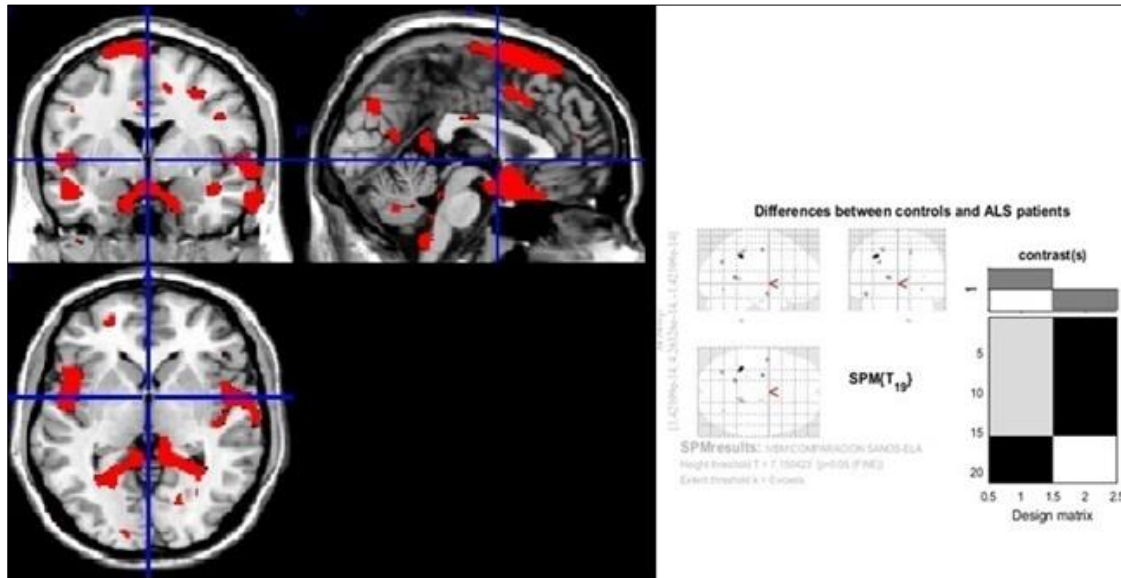 Differences between controls and ALS patients
contrast(s)
1
<
<
<
SPM{T19}
SPMresults: VBM COMPARACION SANOS-ELA
Height threshold T = 7.150423 {p<0.05 (FWE)}
Extent threshold k = 0 voxels
5
10
15
20
0.5 1 1.5 2 2.5
Design matrix